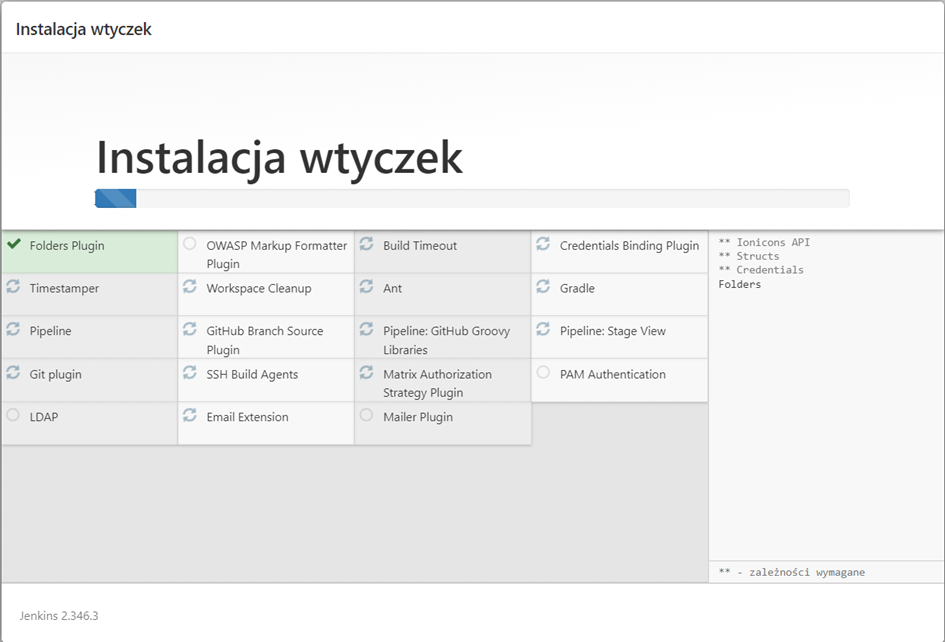 Instalacja wtyczek
Instalacja wtyczek
Folders Plugin
OWASP Markup Formatter
Plugin
Build Timeout
Credentials Binding Plugin
Timestamper
Workspace Cleanup
Ant
Gradle
Pipeline
GitHub Branch Source
Plugin
Pipeline: GitHub Groovy
Libraries
Pipeline: Stage View
Git plugin
SSH Build Agents
Matrix Authorization
Strategy Plugin
PAM Authentication
LDAP
Email Extension
Mailer Plugin
** Ionicons API
** Structs
** Credentials
Folders
** - zależności wymagane
Jenkins 2.346.3